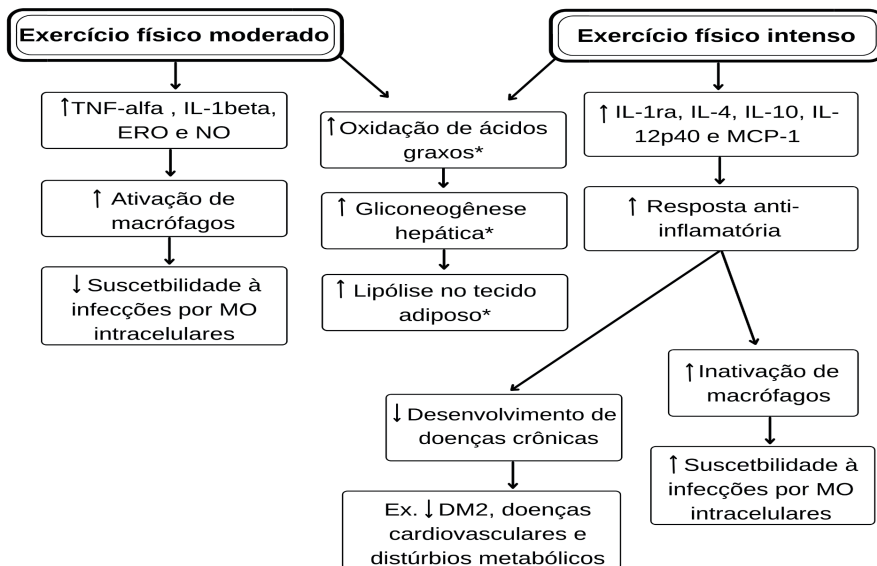 Exercício físico moderado
↑TNF-alfa , IL-1beta,
ERO e NO
↑ Ativação de
macrófagos
↓Suscetbilidade à
infecções por MO
intracelulares
↑Oxidação de ácidos
graxos*
↑ Gliconeogênese
hepática*
↑ Lipólise no tecido
adiposo*
Exercício físico intenso
↑ IL-1ra, IL-4, IL-10, IL-
12p40 e MCP-1
↑ Resposta anti-
inflamatória
↓Desenvolvimento de
doenças crônicas
Ex. ↓DM2, doenças
cardiovasculares e
distúrbios metabólicos
↑Inativação de
macrófagos
↑Suscetbilidade à
infecções por MO
intracelulares